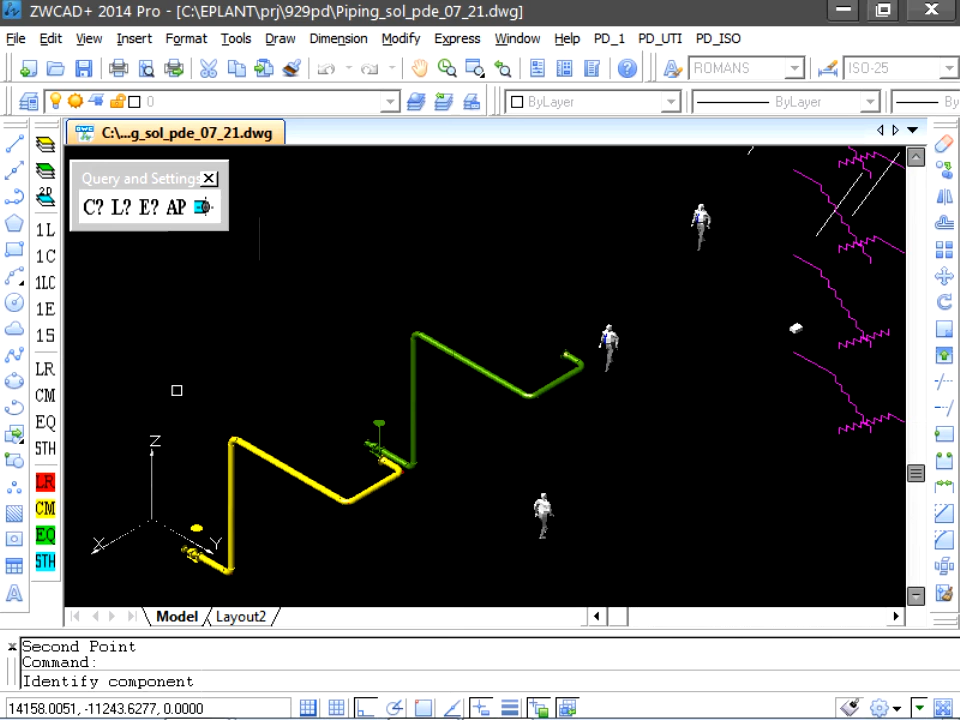 ZWCAD+ 2014 Pro - [C:\EPLANT\prj\929pd\Piping_sol_pde_07_21.dwg]
File Edit View Insert Format Tools Draw Dimension Modify Express Window Help PD_1 PD_UTI PD_ISO
ROMANS ISO-25
0 ByLayer ByLayer By
C:\...g_sol_pde_07_21.dwg
Query and Settings
C? L? E? AP
2D
1L
1C
1LC
1E
1S
LR
CM
EQ
STH
LR
CM
EQ
STH
Z
X Y
Model Layout2
Second Point
Command:
Identify component
14158.0051, -11243.6277, 0.0000